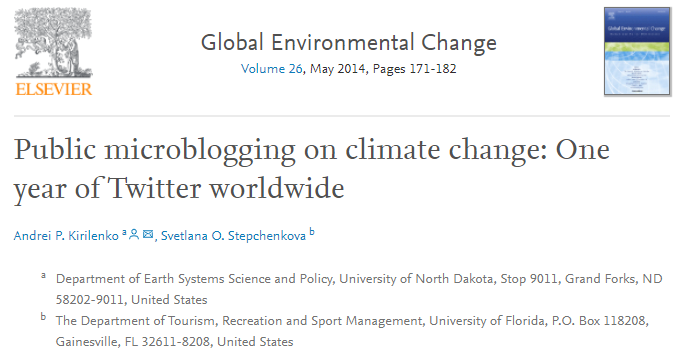 ELSEVIER
Global Environmental Change
Volume 26, May 2014, Pages 171-182
Global Environmental Change
Public microblogging on climate change: One
year of Twitter worldwide
Andrei P. Kirilenko a, Svetlana O. Stepchenkova b
a Department of Earth Systems Science and Policy, University of North Dakota, Stop 9011, Grand Forks, ND
58202-9011, United States
b The Department of Tourism, Recreation and Sport Management, University of Florida, P.O. Box 118208,
Gainesville, FL 32611-8208, United States